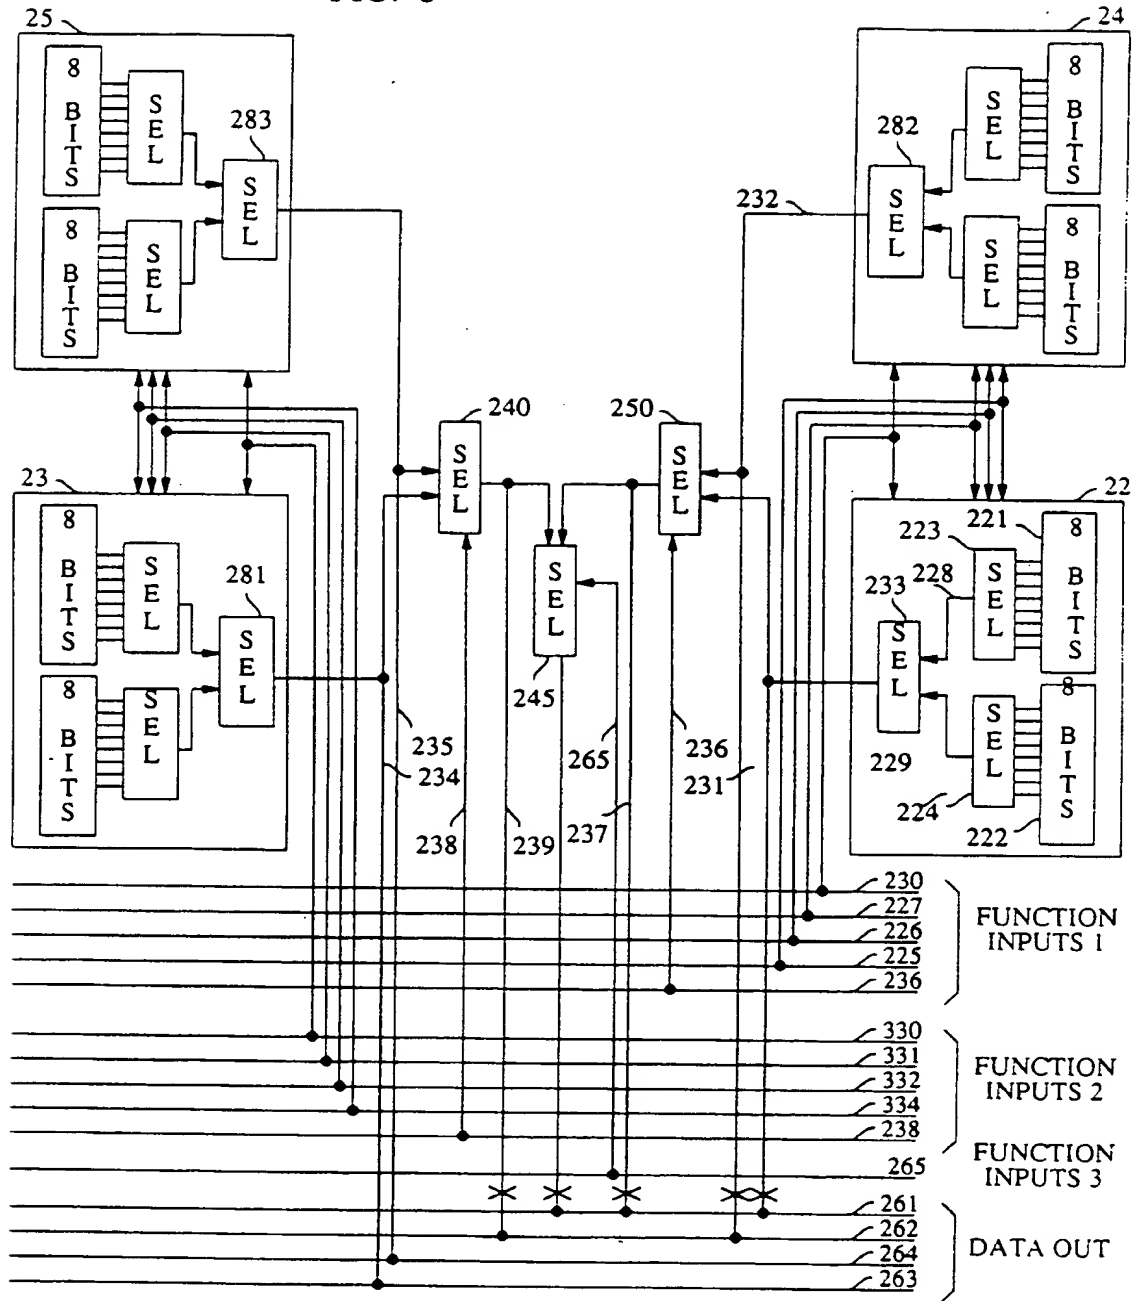 25
24
8 BITS
SEL
283
SEL
8 BITS
SEL
282
SEL
SEL
8 BITS
232
SEL
8 BITS
240
250
SEL
SEL
23
22
8 BITS
SEL
281
SEL
8 BITS
SEL
SEL
245
221
223
8 BITS
SEL
228
233
SEL
8 BITS
SEL
229
224
222
235
234
265
236
231
238
239
237
230
227
226
225
236
FUNCTION
INPUTS 1
330
331
332
334
238
FUNCTION
INPUTS 2
265
FUNCTION
INPUTS 3
261
262
264
263
DATA OUT